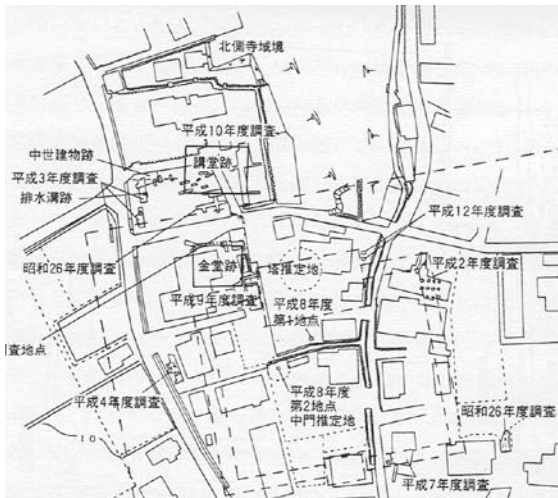 北側寺域境
平成10年度調査
中世建物跡
講堂跡
平成3年度調査
排水溝跡
平成12年度調査
昭和26年度調査
金堂跡
塔推定地
平成2年度調査
平成9年度調査
平成8年度
第1地点
査地点
平成4年度調査
平成8年度
第2地点
中門推定地
昭和26年度調査
10
平成7年度調査